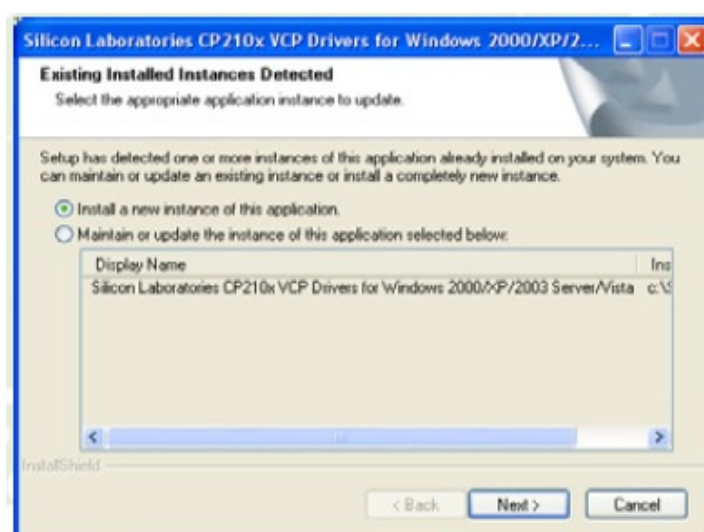 Silicon Laboratories CP210x VCP Drivers for Windows 2000/XP/2...
Existing Installed Instances Detected
Select the appropriate application instance to update.
Setup has detected one or more instances of this application already installed on your system. You
can maintain or update an existing instance or install a completely new instance.
Install a new instance of this application.
Maintain or update the instance of this application selected below:
Display Name Ins
Silicon Laboratories CP210x VCP Drivers for Windows 2000/XP/2003 Server/Vista c:\S
InstallShield
< Back Next > Cancel